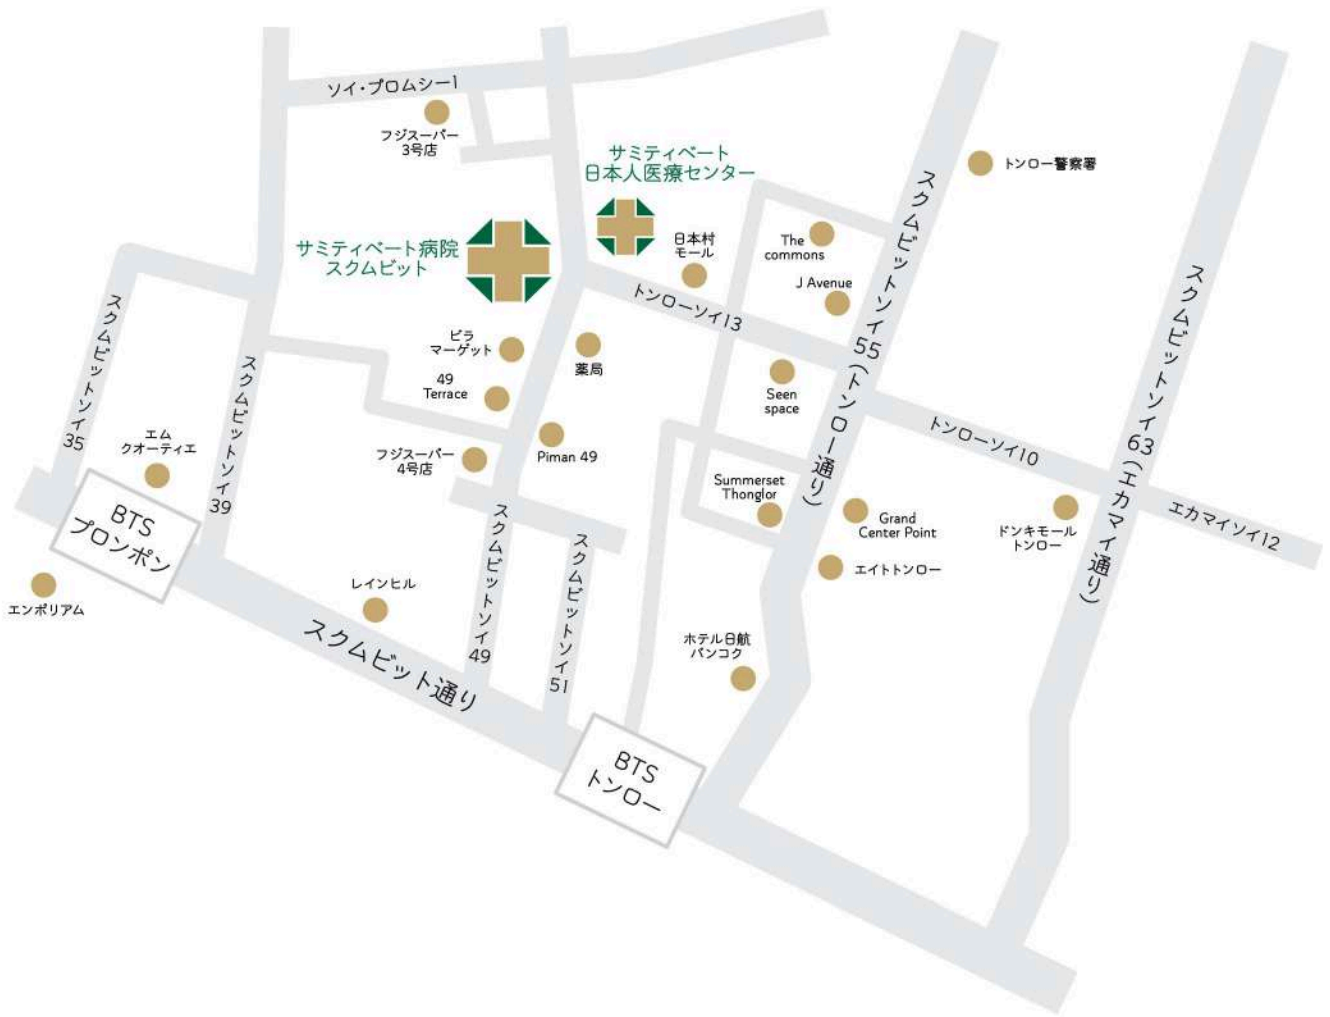 ソイ・プロムシー1
フジスーパー
3号店
サミティベート
日本人医療センター
トンロー警察署
サミティベート病院
スクムビット
日本村
モール
The
commons
J Avenue
トンローソイ13
スクムビットソイ55(トンロー通り)
スクムビットソイ63(エカマイ通り)
スクムビットソイ35
スクムビットソイ39
ビラ
マーゲット
薬局
49
Terrace
Seen
space
エム
クオーティエ
フジスーパー
4号店
Piman 49
トンローソイ10
エカマイソイ12
Summerset
Thonglor
Grand
Center Point
ドンキモール
トンロー
BTS
プロンポン
エンポリアム
レインヒル
スクムビットソイ49
スクムビットソイ51
エイトトンロー
ホテル日航
バンコク
スクムビット通り
BTS
トンロー